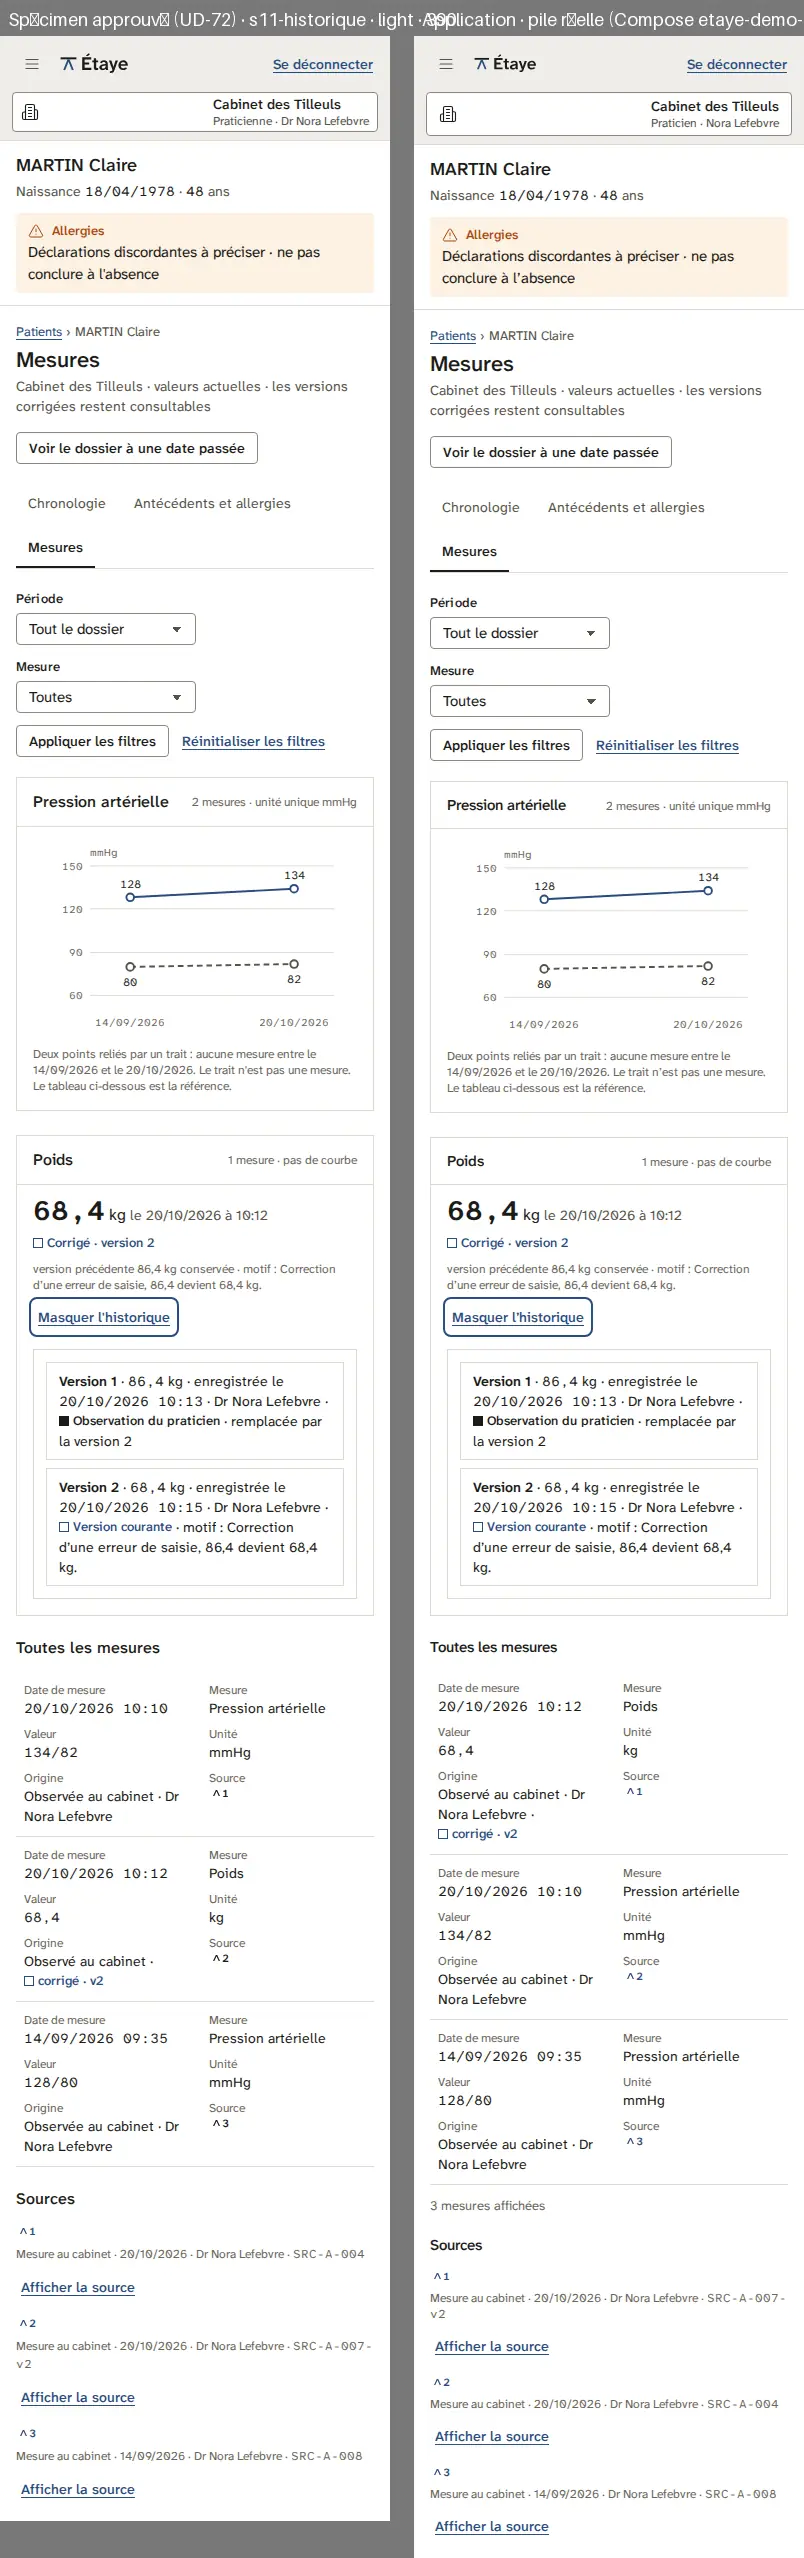 Sp□cimen approuv□ (UD-72) · s11-historique · light · 390
Application · pile r□elle (Compose etaye-demo-
Étaye
Se déconnecter
Cabinet des Tilleuls
Praticienne · Dr Nora Lefebvre
MARTIN Claire
Naissance 18/04/1978 · 48 ans
Allergies
Déclarations discordantes à préciser · ne pas
conclure à l'absence
Patients › MARTIN Claire
Mesures
Cabinet des Tilleuls · valeurs actuelles · les versions
corrigées restent consultables
Voir le dossier à une date passée
Chronologie
Antécédents et allergies
Mesures
Période
Tout le dossier
Mesure
Toutes
Appliquer les filtres
Réinitialiser les filtres
Pression artérielle
2 mesures · unité unique mmHg
mmHg
150
128
134
120
90
80
82
60
14/09/2026
20/10/2026
Deux points reliés par un trait : aucune mesure entre le
14/09/2026 et le 20/10/2026. Le trait n'est pas une mesure.
Le tableau ci-dessous est la référence.
Poids
1 mesure · pas de courbe
68,4 kg le 20/10/2026 à 10:12
Corrigé · version 2
version précédente 86,4 kg conservée · motif : Correction
d'une erreur de saisie, 86,4 devient 68,4 kg.
Masquer l'historique
Version 1 · 86,4 kg · enregistrée le
20/10/2026 10:13 · Dr Nora Lefebvre ·
Observation du praticien · remplacée par
la version 2
Version 2 · 68,4 kg · enregistrée le
20/10/2026 10:15 · Dr Nora Lefebvre ·
Version courante · motif : Correction
d'une erreur de saisie, 86,4 devient 68,4
kg.
Toutes les mesures
Date de mesure
Mesure
20/10/2026 10:10
Pression artérielle
Valeur
Unité
134/82
mmHg
Origine
Source
Observée au cabinet · Dr
Nora Lefebvre
^1
Date de mesure
Mesure
20/10/2026 10:12
Poids
Valeur
Unité
68,4
kg
Origine
Source
Observé au cabinet ·
corrigé · v2
^2
Date de mesure
Mesure
14/09/2026 09:35
Pression artérielle
Valeur
Unité
128/80
mmHg
Origine
Source
Observée au cabinet · Dr
Nora Lefebvre
^3
Sources
^1
Mesure au cabinet · 20/10/2026 · Dr Nora Lefebvre · SRC-A-004
Afficher la source
^2
Mesure au cabinet · 20/10/2026 · Dr Nora Lefebvre · SRC-A-007-
v2
Afficher la source
^3
Mesure au cabinet · 14/09/2026 · Dr Nora Lefebvre · SRC-A-008
Afficher la source
Étaye
Se déconnecter
Cabinet des Tilleuls
Praticien · Nora Lefebvre
MARTIN Claire
Naissance 18/04/1978 · 48 ans
Allergies
Déclarations discordantes à préciser · ne pas
conclure à l’absence
Patients › MARTIN Claire
Mesures
Cabinet des Tilleuls · valeurs actuelles · les versions
corrigées restent consultables
Voir le dossier à une date passée
Chronologie
Antécédents et allergies
Mesures
Période
Tout le dossier
Mesure
Toutes
Appliquer les filtres
Réinitialiser les filtres
Pression artérielle
2 mesures · unité unique mmHg
mmHg
150
128
134
120
90
80
82
60
14/09/2026
20/10/2026
Deux points reliés par un trait : aucune mesure entre le
14/09/2026 et le 20/10/2026. Le trait n’est pas une mesure.
Le tableau ci-dessous est la référence.
Poids
1 mesure · pas de courbe
68,4 kg le 20/10/2026 à 10:12
Corrigé · version 2
version précédente 86,4 kg conservée · motif : Correction
d’une erreur de saisie, 86,4 devient 68,4 kg.
Masquer l’historique
Version 1 · 86,4 kg · enregistrée le
20/10/2026 10:13 · Dr Nora Lefebvre ·
Observation du praticien · remplacée par
la version 2
Version 2 · 68,4 kg · enregistrée le
20/10/2026 10:15 · Dr Nora Lefebvre ·
Version courante · motif : Correction
d’une erreur de saisie, 86,4 devient 68,4
kg.
Toutes les mesures
Date de mesure
Mesure
20/10/2026 10:12
Poids
Valeur
Unité
68,4
kg
Origine
Source
Observé au cabinet · Dr
Nora Lefebvre ·
corrigé · v2
^1
Date de mesure
Mesure
20/10/2026 10:10
Pression artérielle
Valeur
Unité
134/82
mmHg
Origine
Source
Observée au cabinet · Dr
Nora Lefebvre
^2
Date de mesure
Mesure
14/09/2026 09:35
Pression artérielle
Valeur
Unité
128/80
mmHg
Origine
Source
Observée au cabinet · Dr
Nora Lefebvre
^3
3 mesures affichées
Sources
^1
Mesure au cabinet · 20/10/2026 · Dr Nora Lefebvre · SRC-A-007-
v2
Afficher la source
^2
Mesure au cabinet · 20/10/2026 · Dr Nora Lefebvre · SRC-A-004
Afficher la source
^3
Mesure au cabinet · 14/09/2026 · Dr Nora Lefebvre · SRC-A-008
Afficher la source